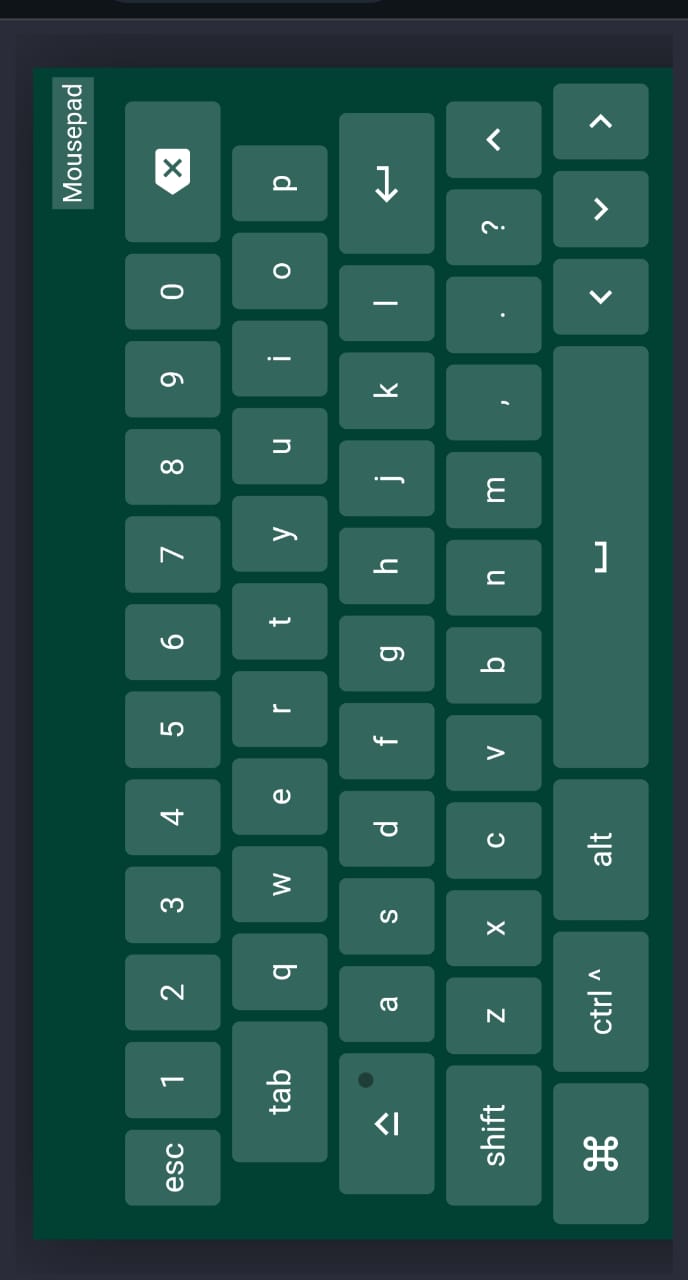 Mousepad
esc 1 2 3 4 5 6 7 8 9 0
tab q w e r t y u i o p
a s d f g h j k l
shift z x c v b n m , . ?
⌘ ctrl ^ alt